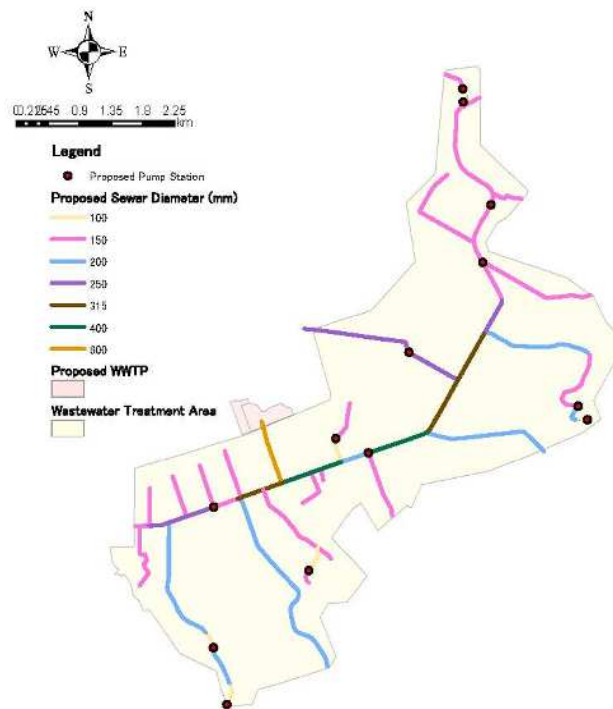 N
W E
S
0.9 1.35 1.8 2.25
km
Legend
Proposed Pump Station
Proposed Sewer Diameter (mm)
100
150
200
250
315
400
600
Proposed WWTP
Wastewater Treatment Area